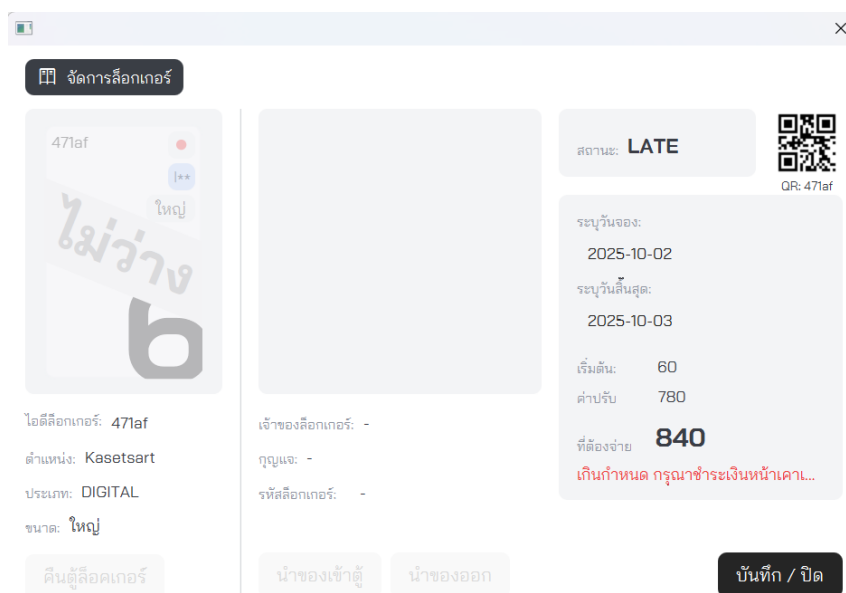 จัดการล็อกเกอร์
471af
|**
ใหญ่
ไม่ว่าง
6
ไอดีล็อกเกอร์: 471af
ตำแหน่ง: Kasetsart
ประเภท: DIGITAL
ขนาด: ใหญ่
คืนตู้ล็อคเกอร์
เจ้าของล็อกเกอร์: -
กุญแจ: -
รหัสล็อกเกอร์: -
นำของเข้าตู้ นำของออก
สถานะ: LATE
QR: 471af
ระบุวันจอง:
2025-10-02
ระบุวันสิ้นสุด:
2025-10-03
เริ่มต้น: 60
ค่าปรับ 780
ที่ต้องจ่าย 840
เกินกำหนด กรุณาชำระเงินหน้าเคาเ...
บันทึก / ปิด